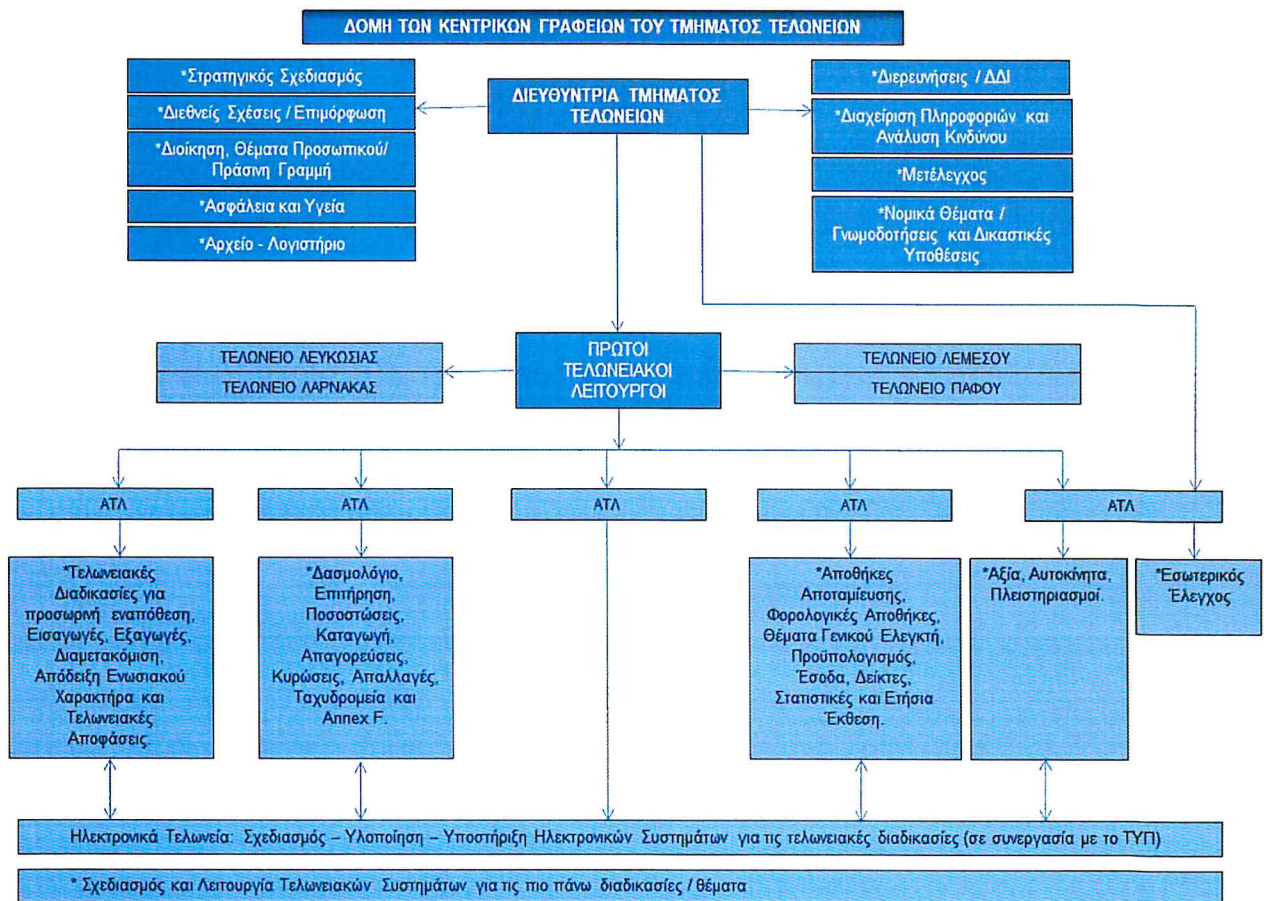 ΔΟΜΗ ΤΩΝ ΚΕΝΤΡΙΚΩΝ ΓΡΑΦΕΙΩΝ ΤΟΥ ΤΜΗΜΑΤΟΣ ΤΕΛΩΝΕΙΩΝ
*Στρατηγικός Σχεδιασμός
*Διεθνείς Σχέσεις / Επιμόρφωση
*Διοίκηση, Θέματα Προσωπικού/
Πράσινη Γραμμή
*Ασφάλεια και Υγεία
*Αρχείο - Λογιστήριο
ΔΙΕΥΘΥΝΤΡΙΑ ΤΜΗΜΑΤΟΣ
ΤΕΛΩΝΕΙΩΝ
*Διερευνήσεις / ΔΔΙ
*Διαχείριση Πληροφοριών και
Ανάλυση Κινδύνου
*Μετέλεγχος
*Νομικά Θέματα /
Γνωμοδοτήσεις και Δικαστικές
Υποθέσεις
ΤΕΛΩΝΕΙΟ ΛΕΥΚΩΣΙΑΣ
ΤΕΛΩΝΕΙΟ ΛΑΡΝΑΚΑΣ
ΠΡΩΤΟΙ
ΤΕΛΩΝΕΙΑΚΟΙ
ΛΕΙΤΟΥΡΓΟΙ
ΤΕΛΩΝΕΙΟ ΛΕΜΕΣΟΥ
ΤΕΛΩΝΕΙΟ ΠΑΦΟΥ
ΑΤΛ
ΑΤΛ
ΑΤΛ
ΑΤΛ
ΑΤΛ
*Τελωνειακές
Διαδικασίες για
προσωρινή εναπόθεση,
Εισαγωγές, Εξαγωγές,
Διαμετακόμιση,
Απόδειξη Ενωσιακού
Χαρακτήρα και
Τελωνειακές
Αποφάσεις.
*Δασμολόγιο,
Επιτήρηση,
Ποσοστώσεις,
Καταγωγή,
Απαγορεύσεις,
Κυρώσεις, Απαλλαγές,
Ταχυδρομεία και
Annex F.
*Αποθήκες
Αποταμίευσης,
Φορολογικές Αποθήκες,
Θέματα Γενικού Ελεγκτή,
Προϋπολογισμός,
Έσοδα, Δείκτες,
Στατιστικές και Ετήσια
Έκθεση.
*Αξία, Αυτοκίνητα,
Πλειστηριασμοί.
*Εσωτερικός
Έλεγχος
Ηλεκτρονικά Τελωνεία: Σχεδιασμός – Υλοποίηση – Υποστήριξη Ηλεκτρονικών Συστημάτων για τις τελωνειακές διαδικασίες (σε συνεργασία με το ΤΥΠ)
* Σχεδιασμός και Λειτουργία Τελωνειακών Συστημάτων για τις πιο πάνω διαδικασίες / θέματα